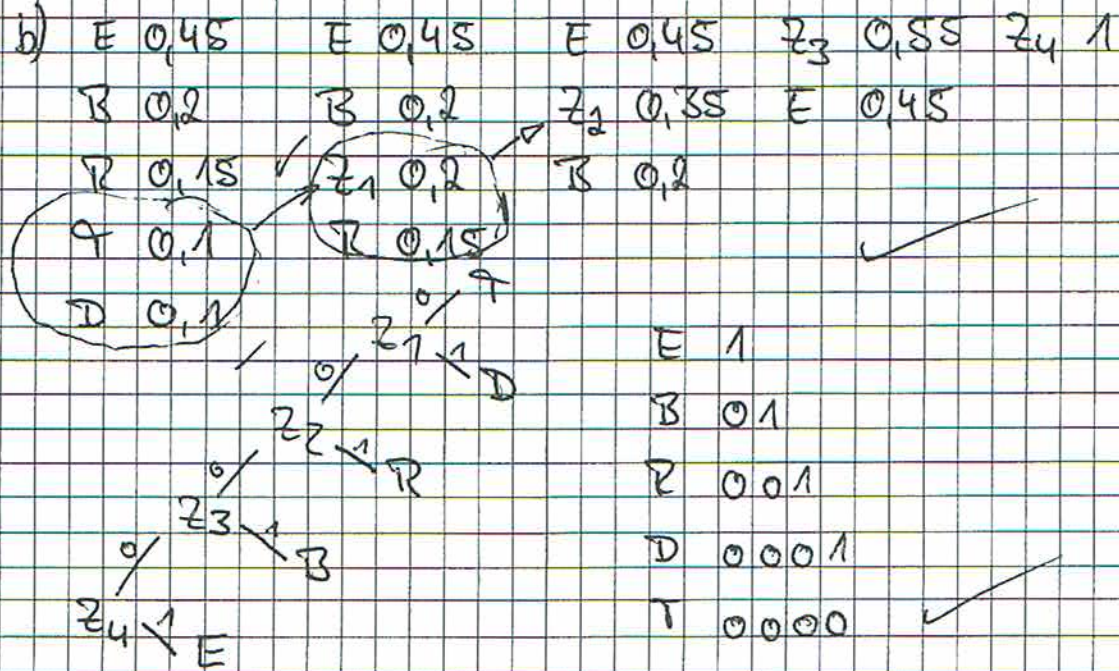 b) E 0,45 E 0,45 E 0,45 Z3 0,55 Z4 1
B 0,2 B 0,2 Z2 0,35 E 0,45
R 0,15 Z1 0,2 B 0,2
T 0,1 R 0,15
D 0,1
0 T
Z1 1 D
0
Z2 1 R
0
Z3 1 B
0
Z4 1 E
E 1
B 01
R 001
D 0001
T 0000